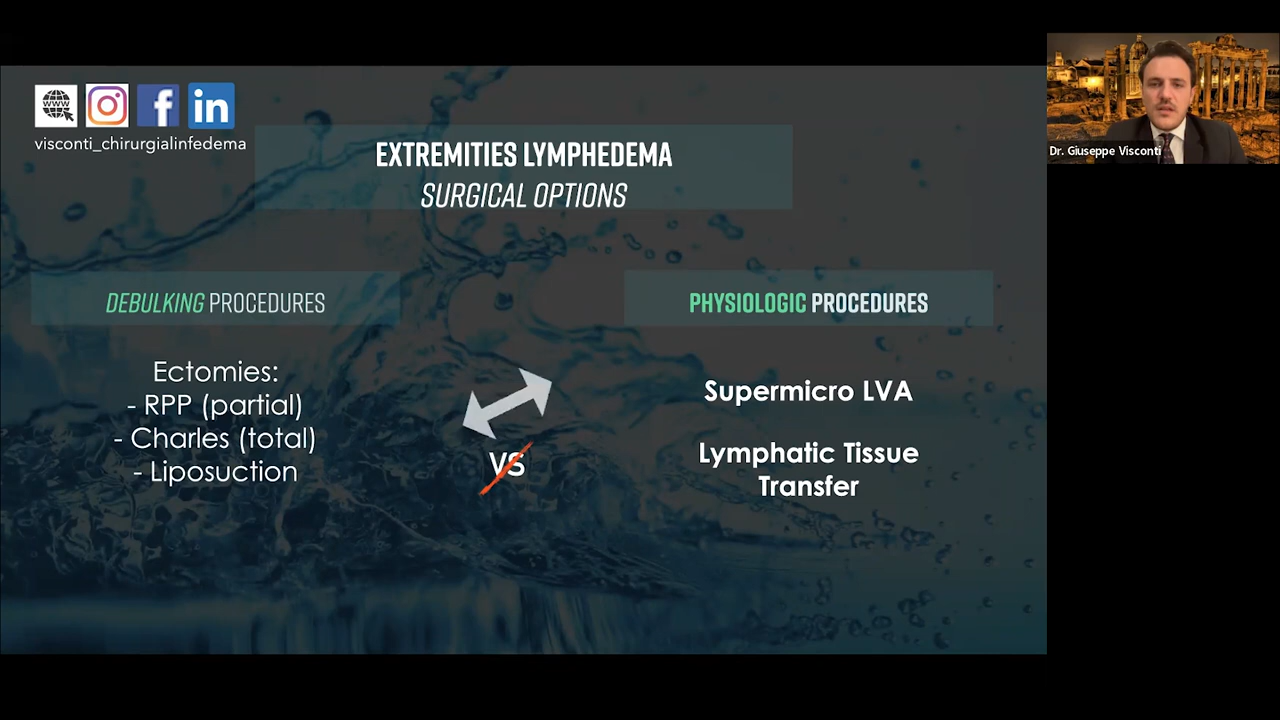 WWW
visconti_chirurgialinfedema
EXTREMITIES LYMPHEDEMA
SURGICAL OPTIONS
DEBULKING PROCEDURES
PHYSIOLOGIC PROCEDURES
Ectomies:
- RPP (partial)
- Charles (total)
- Liposuction
VS
Supermicro LVA
Lymphatic Tissue
Transfer
Dr. Giuseppe Visconti